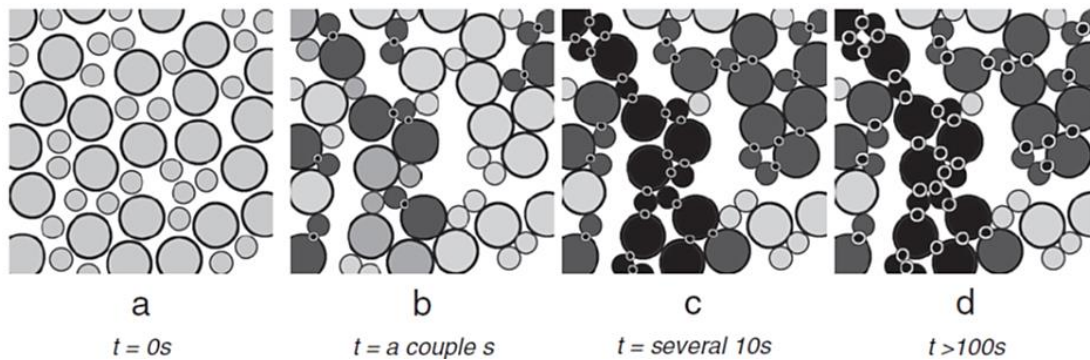 a b c d
t = 0s t = a couple s t = several 10s t >100s